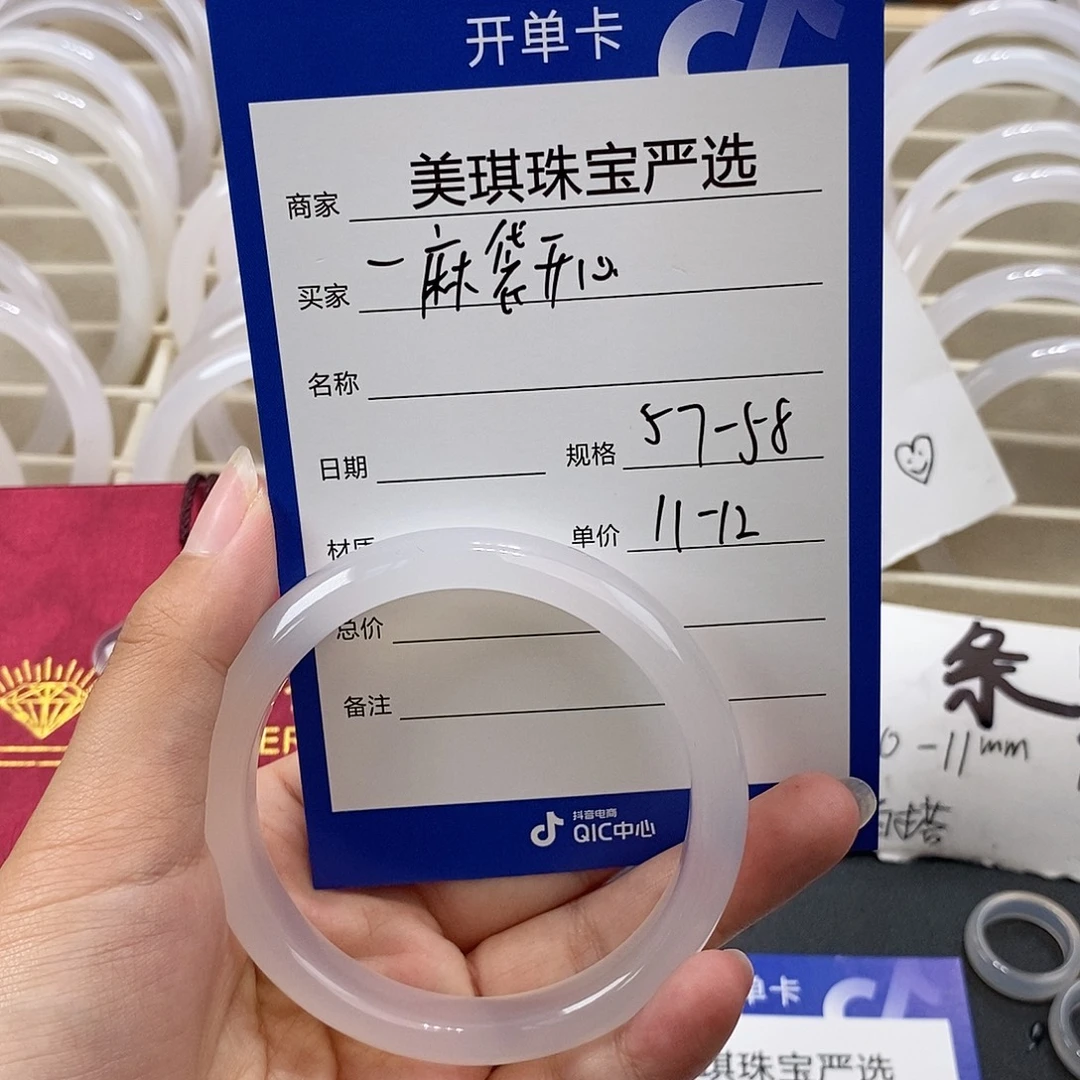 开单卡
商家 美琪珠宝严选
买家 一麻袋开心
名称
日期 规格 57-58
材质 单价 11-12
总价
备注
抖音电商
QIC中心
-11mm
单卡
琪珠宝严选